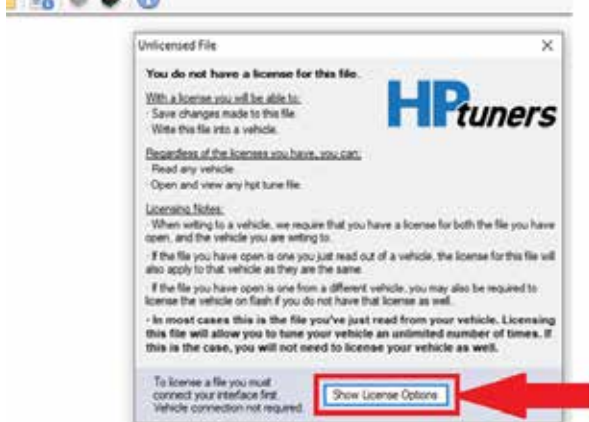 Unlicensed File
You do not have a license for this file.
With a license you will be able to:
· Save changes made to this file
· Write this file into a vehicle.
HPtuners
Regardless of the licenses you have, you can:
· Read any vehicle
· Open and view any hpt tune file
Licensing Notes:
· When writing to a vehicle, we require that you have a license for both the file you have
open, and the vehicle you are writing to.
· If the file you have open is one you just read out of a vehicle, the license for this file will
also apply to that vehicle as they are the same.
· If the file you have open is one from a different vehicle, you may also be required to
license the vehicle on flash if you do not have that license as well.
· In most cases this is the file you've just read from your vehicle. Licensing
this file will allow you to tune your vehicle an unlimited number of times. If
this is the case, you will not need to license your vehicle as well.
To license a file you must
connect your interface first.
Vehicle connection not required.
Show License Options